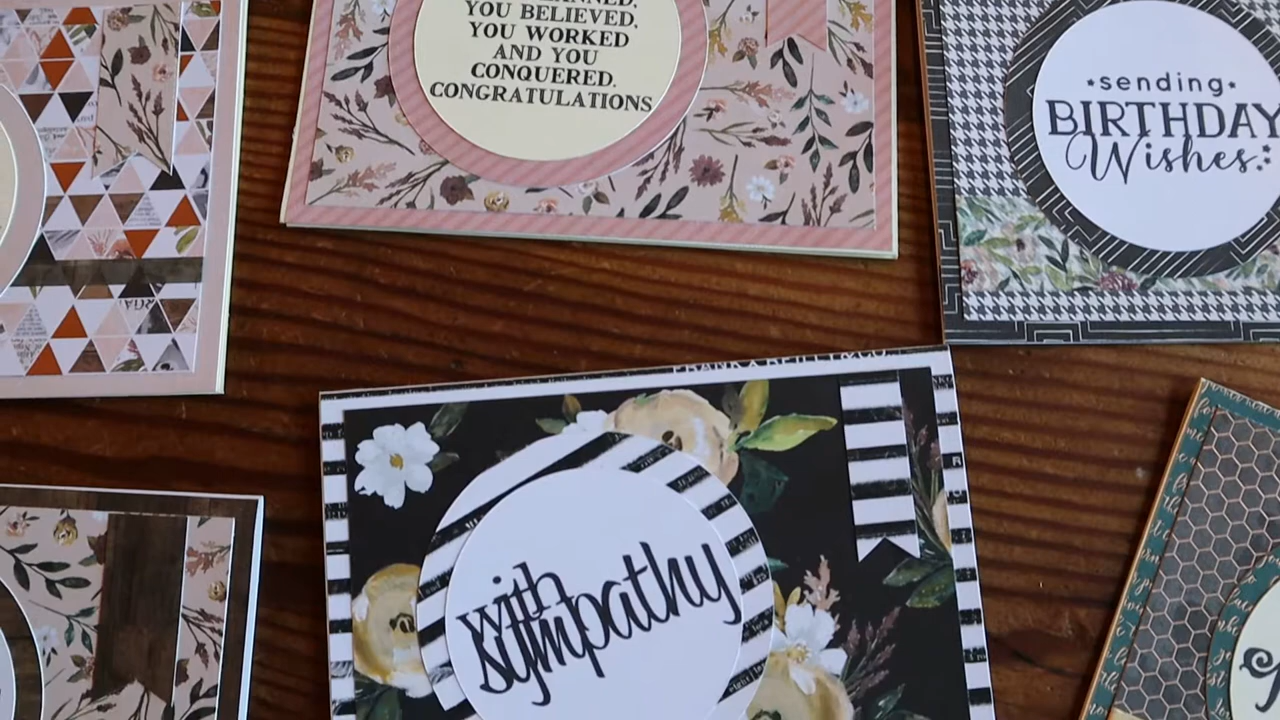 YOU BELIEVED,
YOU WORKED
AND YOU
CONQUERED.
CONGRATULATIONS
sending
BIRTHDAY
Wishes
with
sympathy